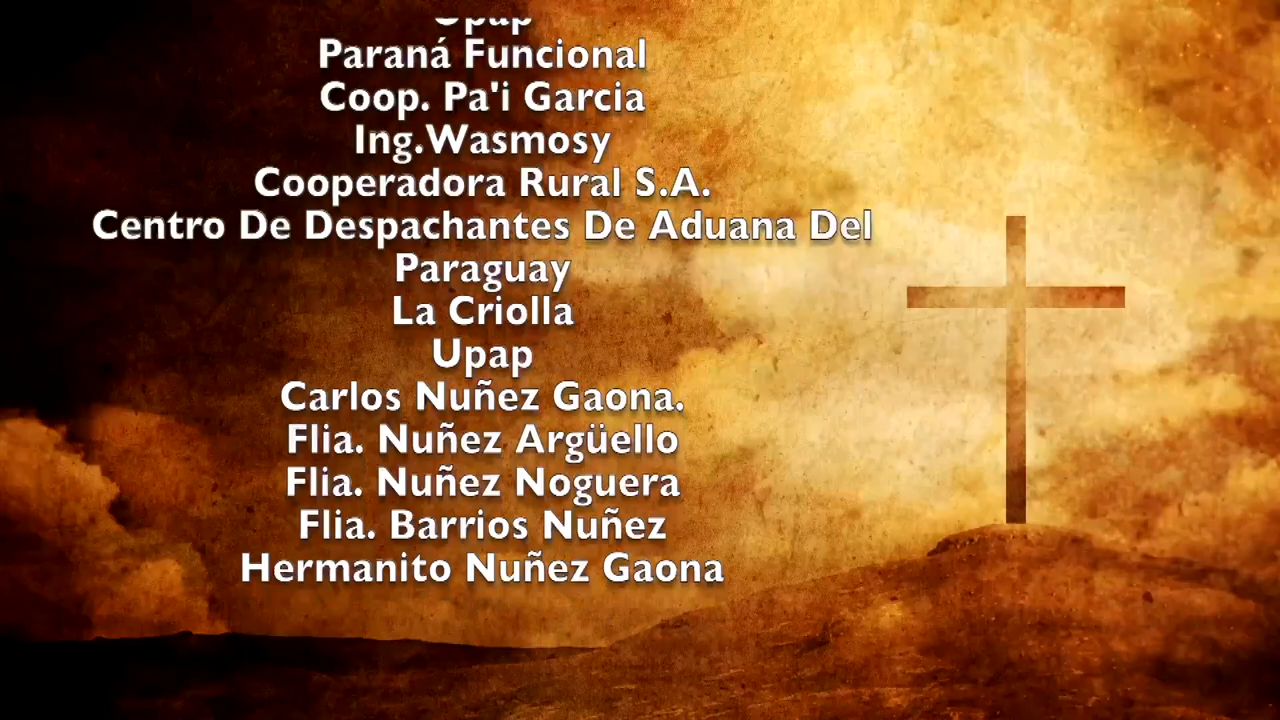 Upap
Paraná Funcional
Coop. Pa'i Garcia
Ing.Wasmosy
Cooperadora Rural S.A.
Centro De Despachantes De Aduana Del
Paraguay
La Criolla
Upap
Carlos Nuñez Gaona.
Flia. Nuñez Argüello
Flia. Nuñez Noguera
Flia. Barrios Nuñez
Hermanito Nuñez Gaona